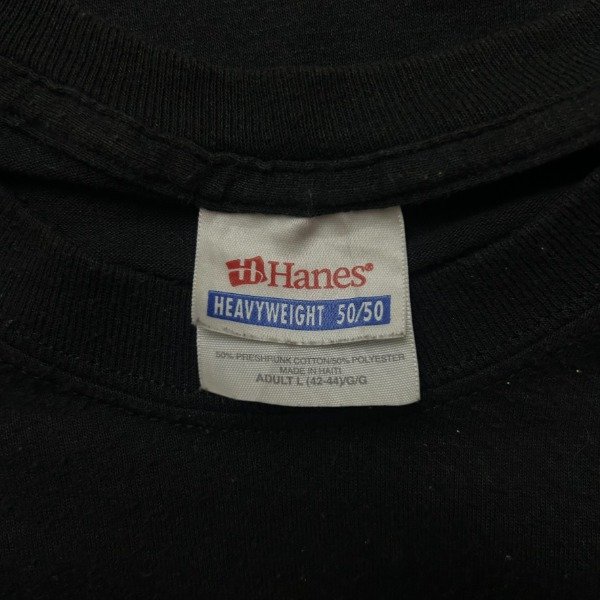 Hanes®
HEAVYWEIGHT 50/50
50% PRESHRUNK COTTON/50% POLYESTER
MADE IN HAITI
ADULT L (42-44)/G/G